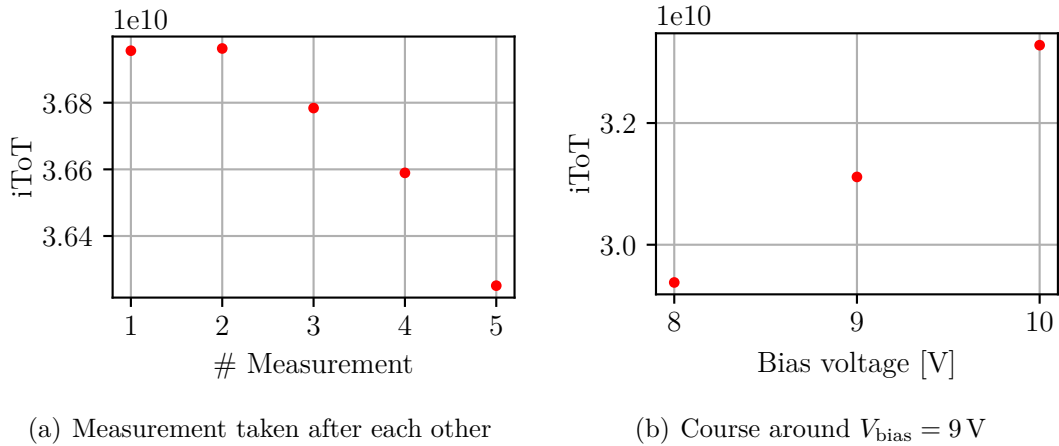 1e10
3.68
3.66
3.64
iToT
1 2 3 4 5
# Measurement
(a) Measurement taken after each other
1e10
3.2
3.0
iToT
8 9 10
Bias voltage [V]
(b) Course around V_bias = 9 V